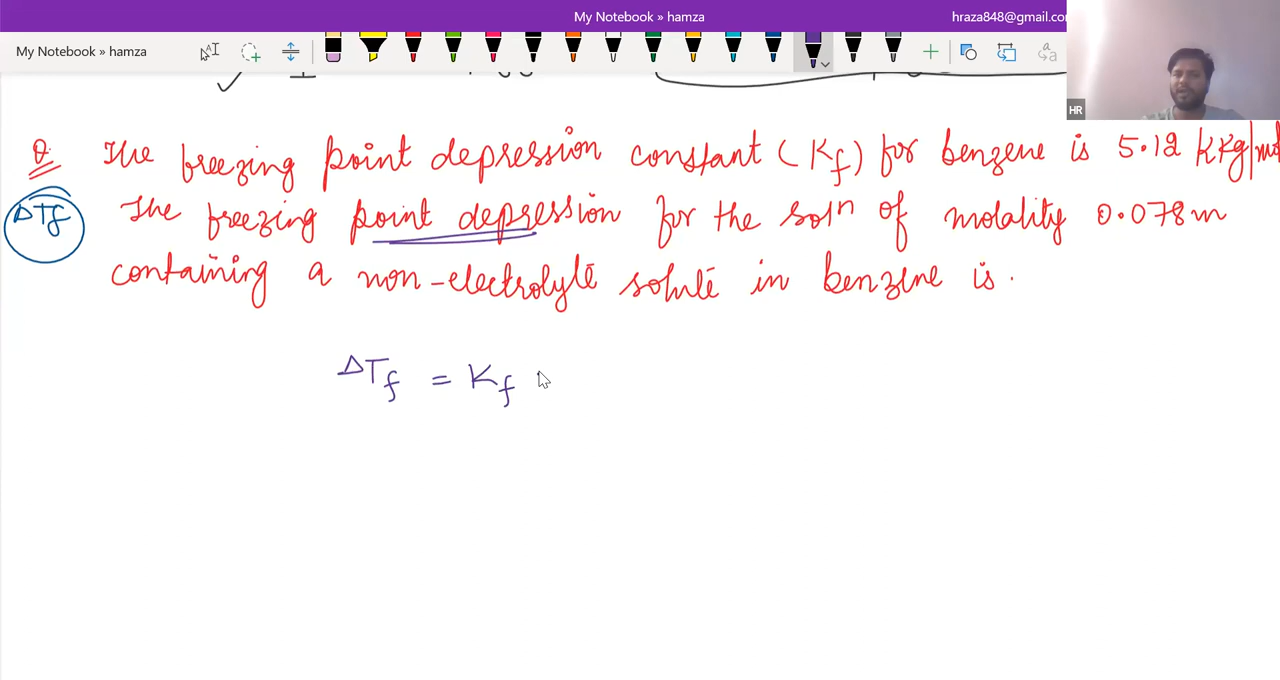 My Notebook » hamza
hraza848@gmail.co
My Notebook » hamza
HR
Q. The freezing point depression constant (Kf) for benzene is 5.12 K Kg/mol
ΔTf The freezing point depression for the solⁿ of molality 0.078 m
containing a non-electrolyte solute in benzene is.
ΔTf = Kf